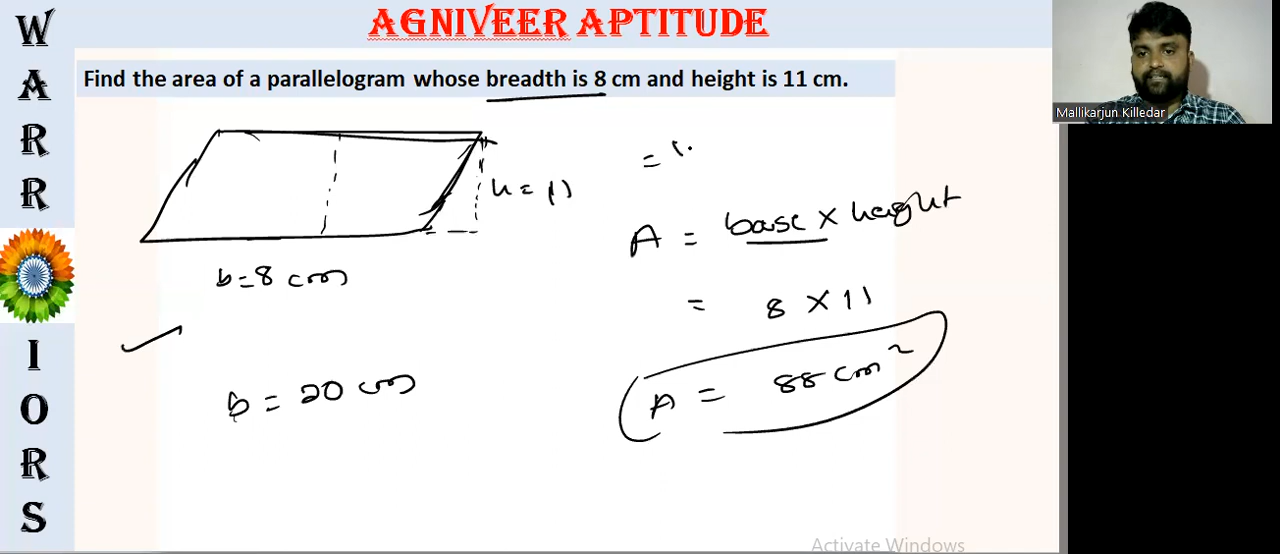 AGNIVEER APTITUDE
W
A
R
R
I
O
R
S
Find the area of a parallelogram whose breadth is 8 cm and height is 11 cm.
Mallikarjun Killedar
h = 11
b = 8 cm
A = base × height
= 8 × 11
A = 88 cm²
b = 20 cm
Activate Windows